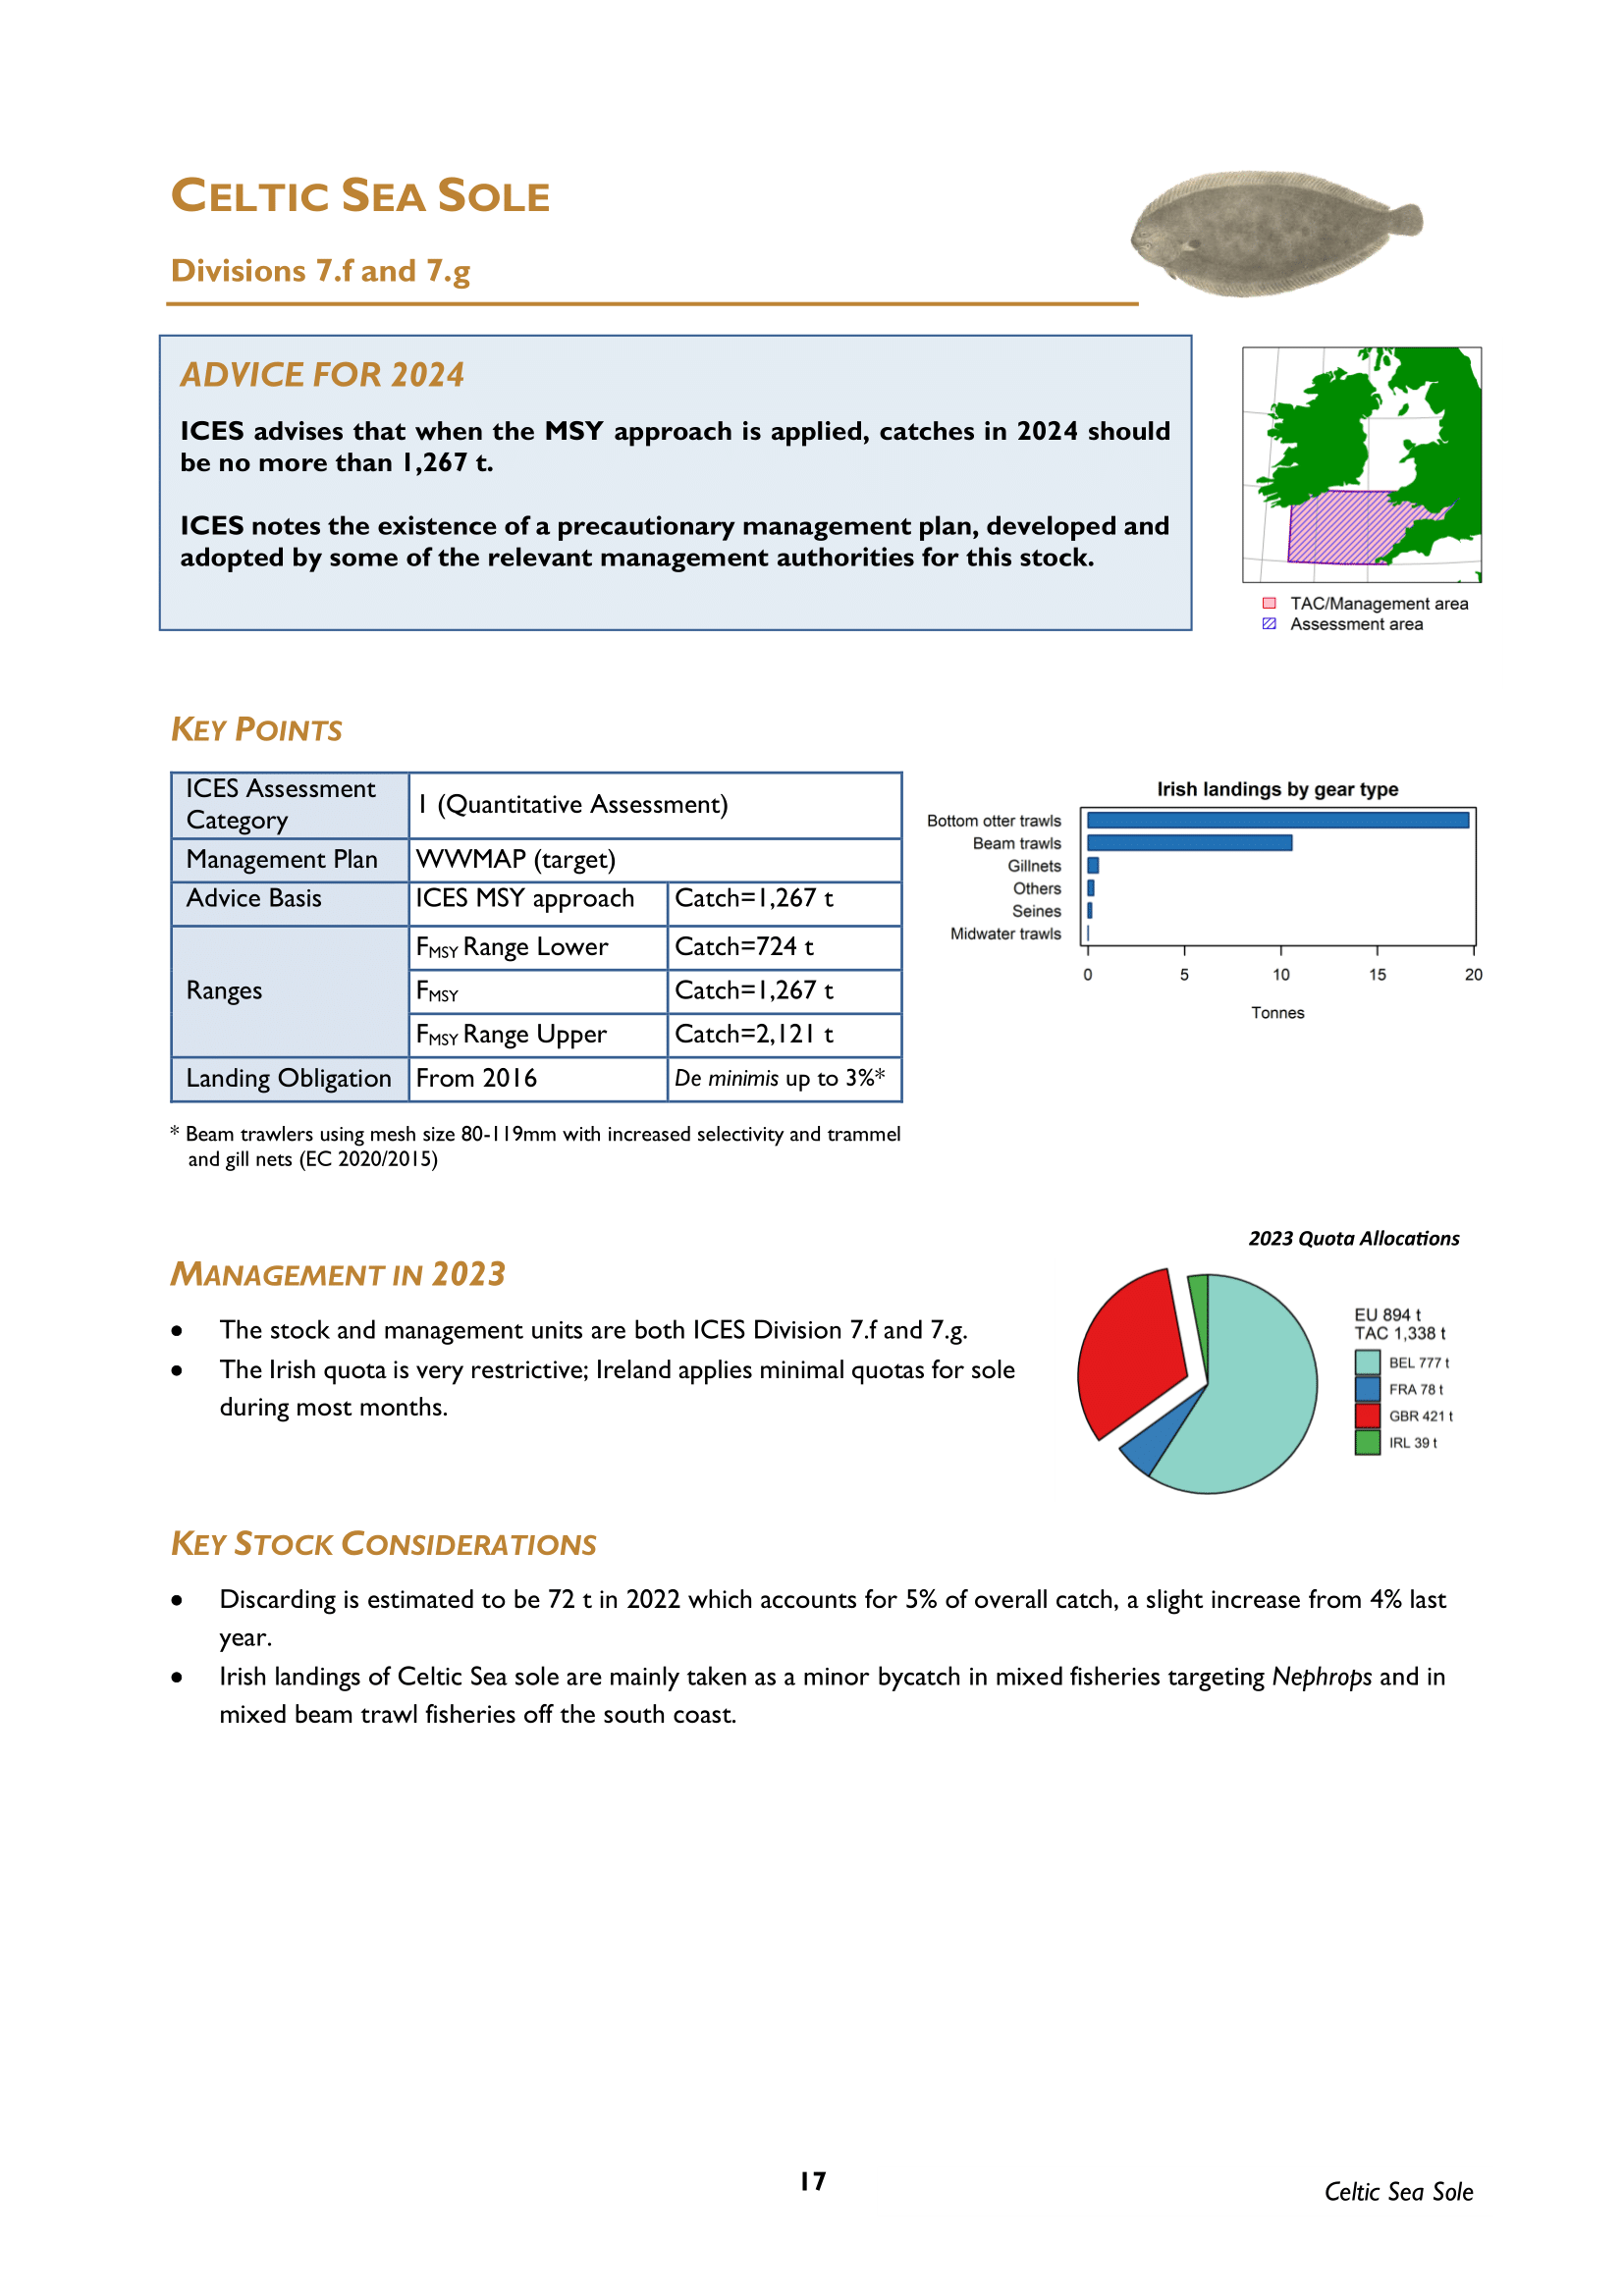 CELTIC SEA SOLE
Divisions 7.f and 7.g
ADVICE FOR 2024
ICES advises that when the MSY approach is applied, catches in 2024 should
be no more than 1,267 t.
ICES notes the existence of a precautionary management plan, developed and
adopted by some of the relevant management authorities for this stock.
TAC/Management area
Assessment area
KEY POINTS
ICES Assessment
Category
1 (Quantitative Assessment)
Management Plan
WWMAP (target)
Advice Basis
ICES MSY approach
Catch=1,267 t
Ranges
FMSY Range Lower
Catch=724 t
FMSY
Catch=1,267 t
FMSY Range Upper
Catch=2,121 t
Landing Obligation
From 2016
De minimis up to 3%*
* Beam trawlers using mesh size 80-119mm with increased selectivity and trammel
and gill nets (EC 2020/2015)
Irish landings by gear type
Bottom otter trawls
Beam trawls
Gillnets
Others
Seines
Midwater trawls
0 5 10 15 20
Tonnes
MANAGEMENT IN 2023
• The stock and management units are both ICES Division 7.f and 7.g.
• The Irish quota is very restrictive; Ireland applies minimal quotas for sole
during most months.
2023 Quota Allocations
EU 894 t
TAC 1,338 t
BEL 777 t
FRA 78 t
GBR 421 t
IRL 39 t
KEY STOCK CONSIDERATIONS
• Discarding is estimated to be 72 t in 2022 which accounts for 5% of overall catch, a slight increase from 4% last
year.
• Irish landings of Celtic Sea sole are mainly taken as a minor bycatch in mixed fisheries targeting Nephrops and in
mixed beam trawl fisheries off the south coast.
17
Celtic Sea Sole